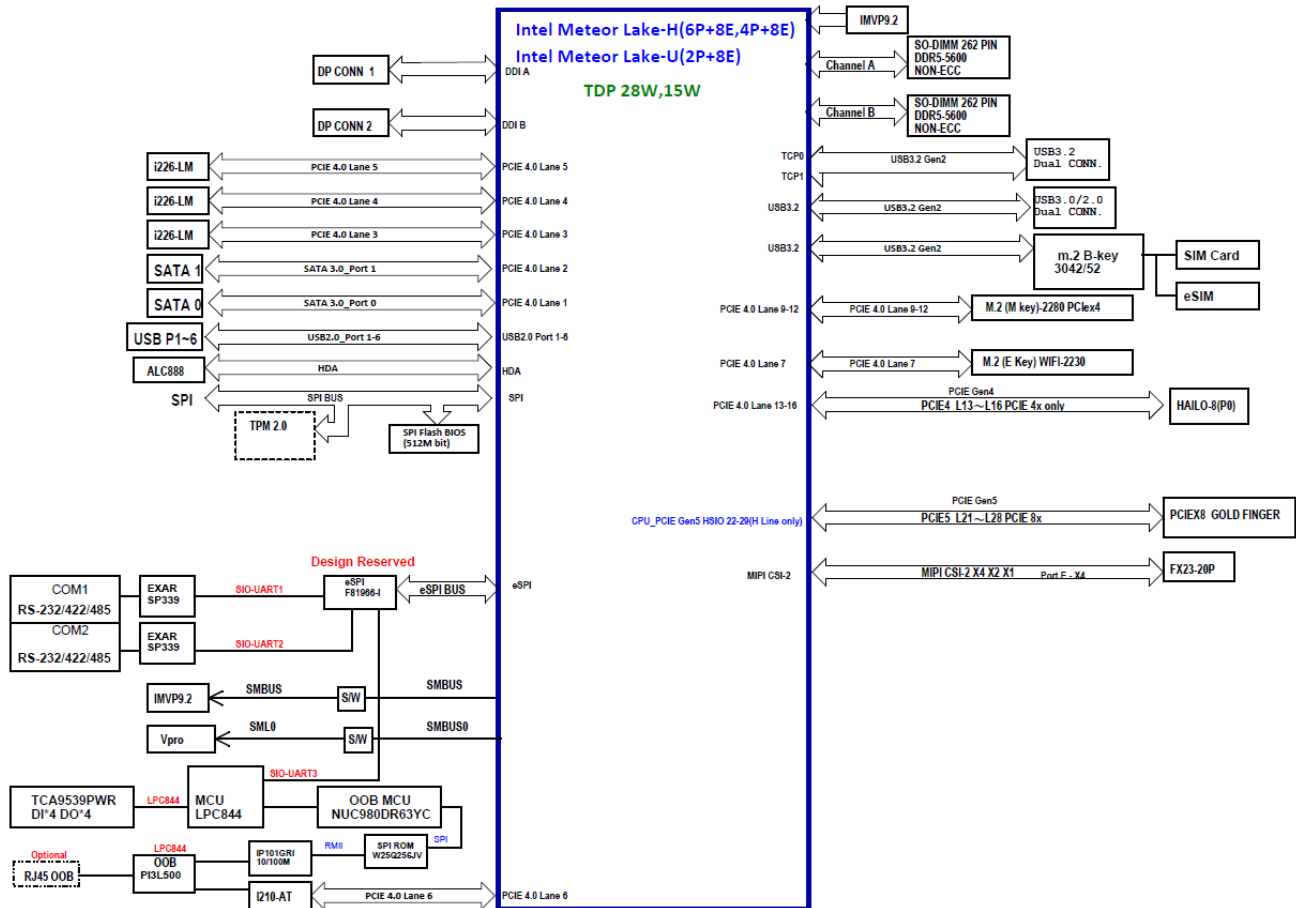 Intel Meteor Lake-H(6P+8E,4P+8E)
Intel Meteor Lake-U(2P+8E)
TDP 28W,15W
DP CONN 1
DDI A
DP CONN 2
DDI B
i226-LM
PCIE 4.0 Lane 5
PCIE 4.0 Lane 5
i226-LM
PCIE 4.0 Lane 4
PCIE 4.0 Lane 4
i226-LM
PCIE 4.0 Lane 3
PCIE 4.0 Lane 3
SATA 1
SATA 3.0_Port 1
PCIE 4.0 Lane 2
SATA 0
SATA 3.0_Port 0
PCIE 4.0 Lane 1
USB P1~6
USB2.0_Port 1-6
USB2.0 Port 1-6
ALC888
HDA
HDA
SPI
SPI BUS
SPI
TPM 2.0
SPI Flash BIOS
(512M bit)
Design Reserved
COM1
RS-232/422/485
EXAR
SP339
SIO-UART1
eSPI
F81966-I
eSPI BUS
eSPI
COM2
RS-232/422/485
EXAR
SP339
SIO-UART2
IMVP9.2
SMBUS
S/W
SMBUS
Vpro
SML0
S/W
SMBUS0
SIO-UART3
TCA9539PWR
DI*4 DO*4
LPC844
MCU
LPC844
OOB MCU
NUC980DR63YC
Optional
RJ45 OOB
LPC844
OOB
PI3L500
IP101GRI
10/100M
RMII
SPI ROM
W25Q256JV
SPI
I210-AT
PCIE 4.0 Lane 6
PCIE 4.0 Lane 6
IMVP9.2
Channel A
SO-DIMM 262 PIN
DDR5-5600
NON-ECC
Channel B
SO-DIMM 262 PIN
DDR5-5600
NON-ECC
TCP0
TCP1
USB3.2 Gen2
USB3.2
Dual CONN.
USB3.2
USB3.2 Gen2
USB3.0/2.0
Dual CONN.
USB3.2
USB3.2 Gen2
m.2 B-key
3042/52
SIM Card
eSIM
PCIE 4.0 Lane 9-12
PCIE 4.0 Lane 9-12
M.2 (M key)-2280 PCIex4
PCIE 4.0 Lane 7
PCIE 4.0 Lane 7
M.2 (E Key) WIFI-2230
PCIE 4.0 Lane 13-16
PCIE Gen4
PCIE4 L13~L16 PCIE 4x only
HAILO-8(P0)
CPU_PCIE Gen5 HSIO 22-29(H Line only)
PCIE Gen5
PCIE5 L21~L28 PCIE 8x
PCIEX8 GOLD FINGER
MIPI CSI-2
MIPI CSI-2 X4 X2 X1
Port F - X4
FX23-20P